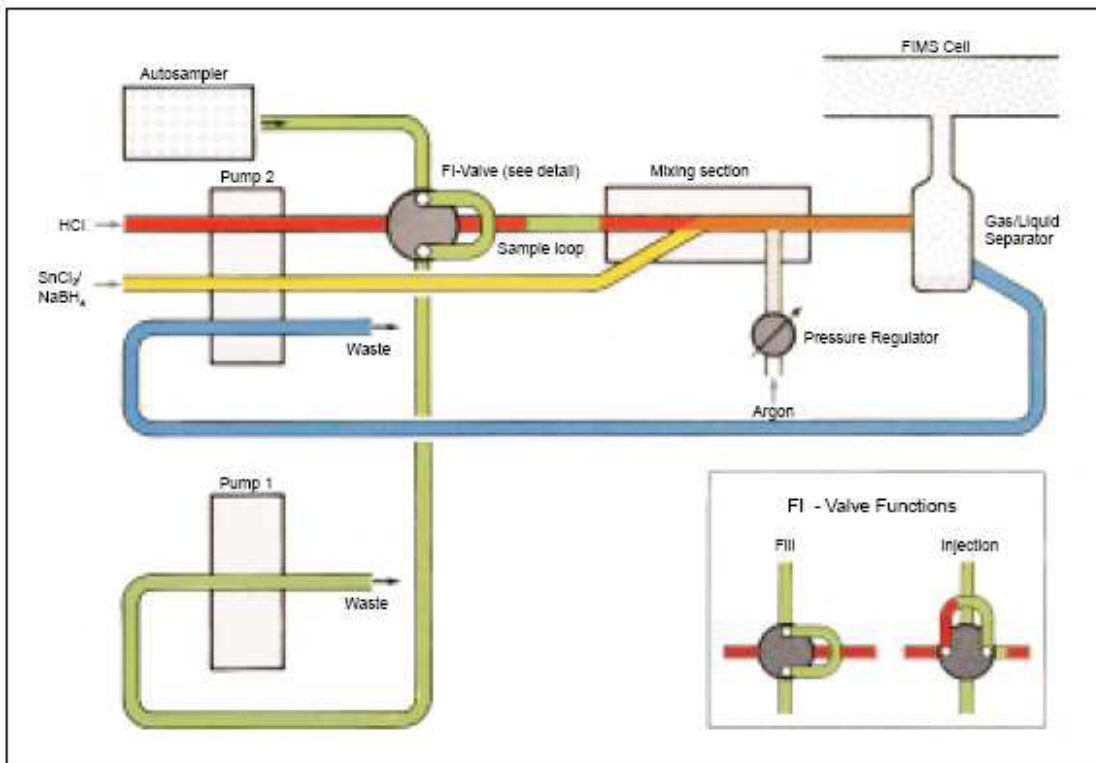 FIMS Cell
Autosampler
FI-Valve (see detail)
Mixing section
Pump 2
HCl
Sample loop
Gas/Liquid
Separator
SnCl₂/
NaBH₄
Waste
Pressure Regulator
Argon
Pump 1
Waste
FI - Valve Functions
Fill
Injection